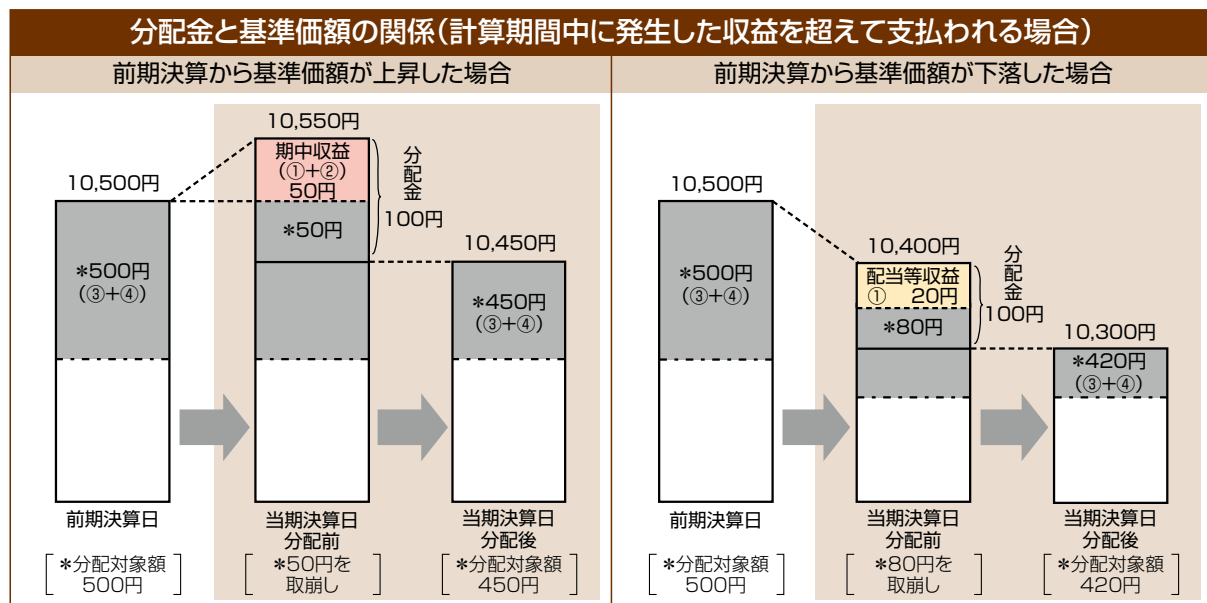 分配金と基準価額の関係(計算期間中に発生した収益を超えて支払われる場合)
前期決算から基準価額が上昇した場合
10,500円
*500円
(③+④)
前期決算日
*分配対象額
500円
10,550円
期中収益
(①+②)
50円
*50円
分配金
100円
当期決算日
分配前
*50円を
取崩し
10,450円
*450円
(③+④)
当期決算日
分配後
*分配対象額
450円
前期決算から基準価額が下落した場合
10,500円
*500円
(③+④)
前期決算日
*分配対象額
500円
10,400円
配当等収益
① 20円
*80円
分配金
100円
当期決算日
分配前
*80円を
取崩し
10,300円
*420円
(③+④)
当期決算日
分配後
*分配対象額
420円